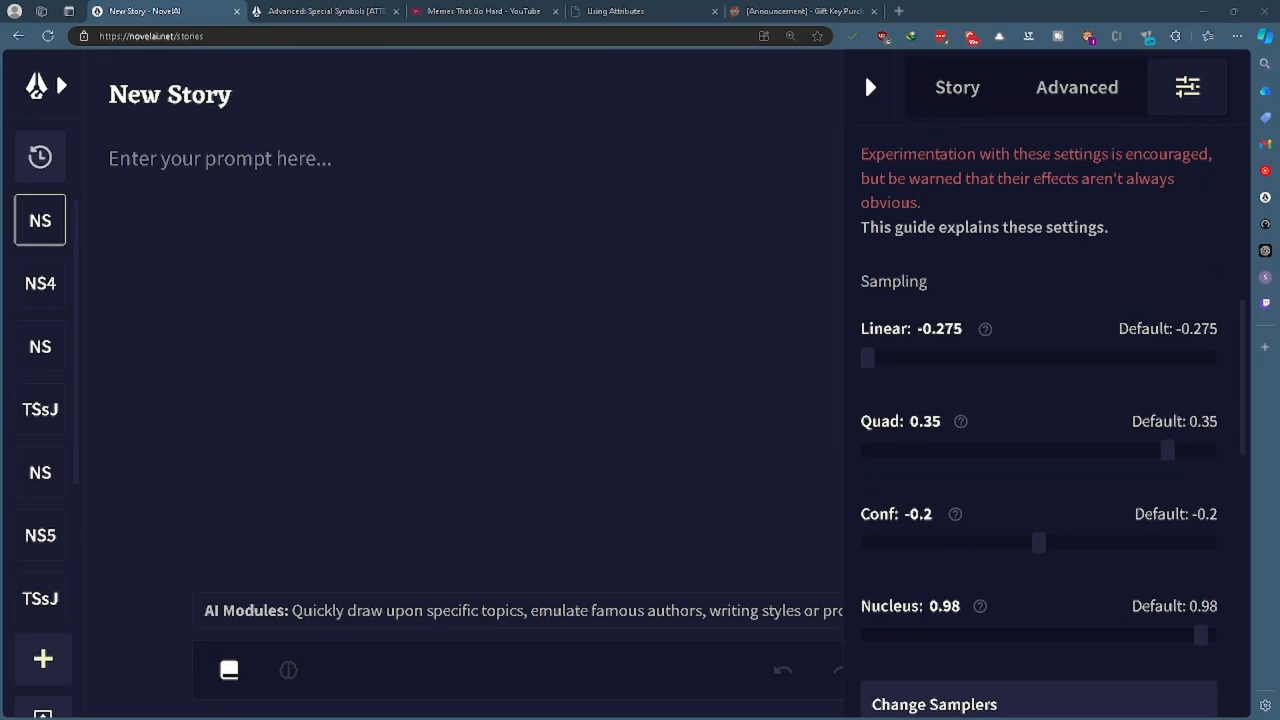 New Story - NovelAI
Advanced: Special Symbols [ATT
Memes That Go Hard - YouTube
Using Attributes
[Announcement] - Gift Key Purch
https://novelai.net/stories
New Story
Enter your prompt here...
NS
NS4
NS
TSsJ
NS
NS5
TSsJ
AI Modules: Quickly draw upon specific topics, emulate famous authors, writing styles or pro
Story
Advanced
Experimentation with these settings is encouraged,
but be warned that their effects aren't always
obvious.
This guide explains these settings.
Sampling
Linear: -0.275 Default: -0.275
Quad: 0.35 Default: 0.35
Conf: -0.2 Default: -0.2
Nucleus: 0.98 Default: 0.98
Change Samplers